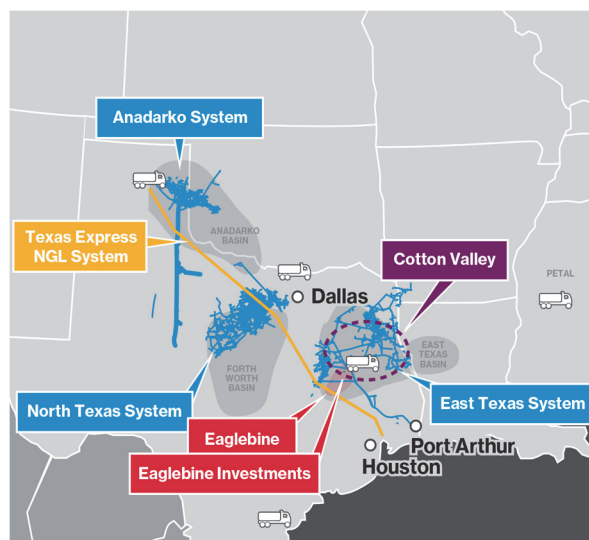 Anadarko System
ANADARKO
BASIN
Texas Express
NGL System
Cotton Valley
PETAL
Dallas
EAST
TEXAS
BASIN
FORTH
WORTH
BASIN
North Texas System
East Texas System
Eaglebine
Port Arthur
Eaglebine Investments
Houston